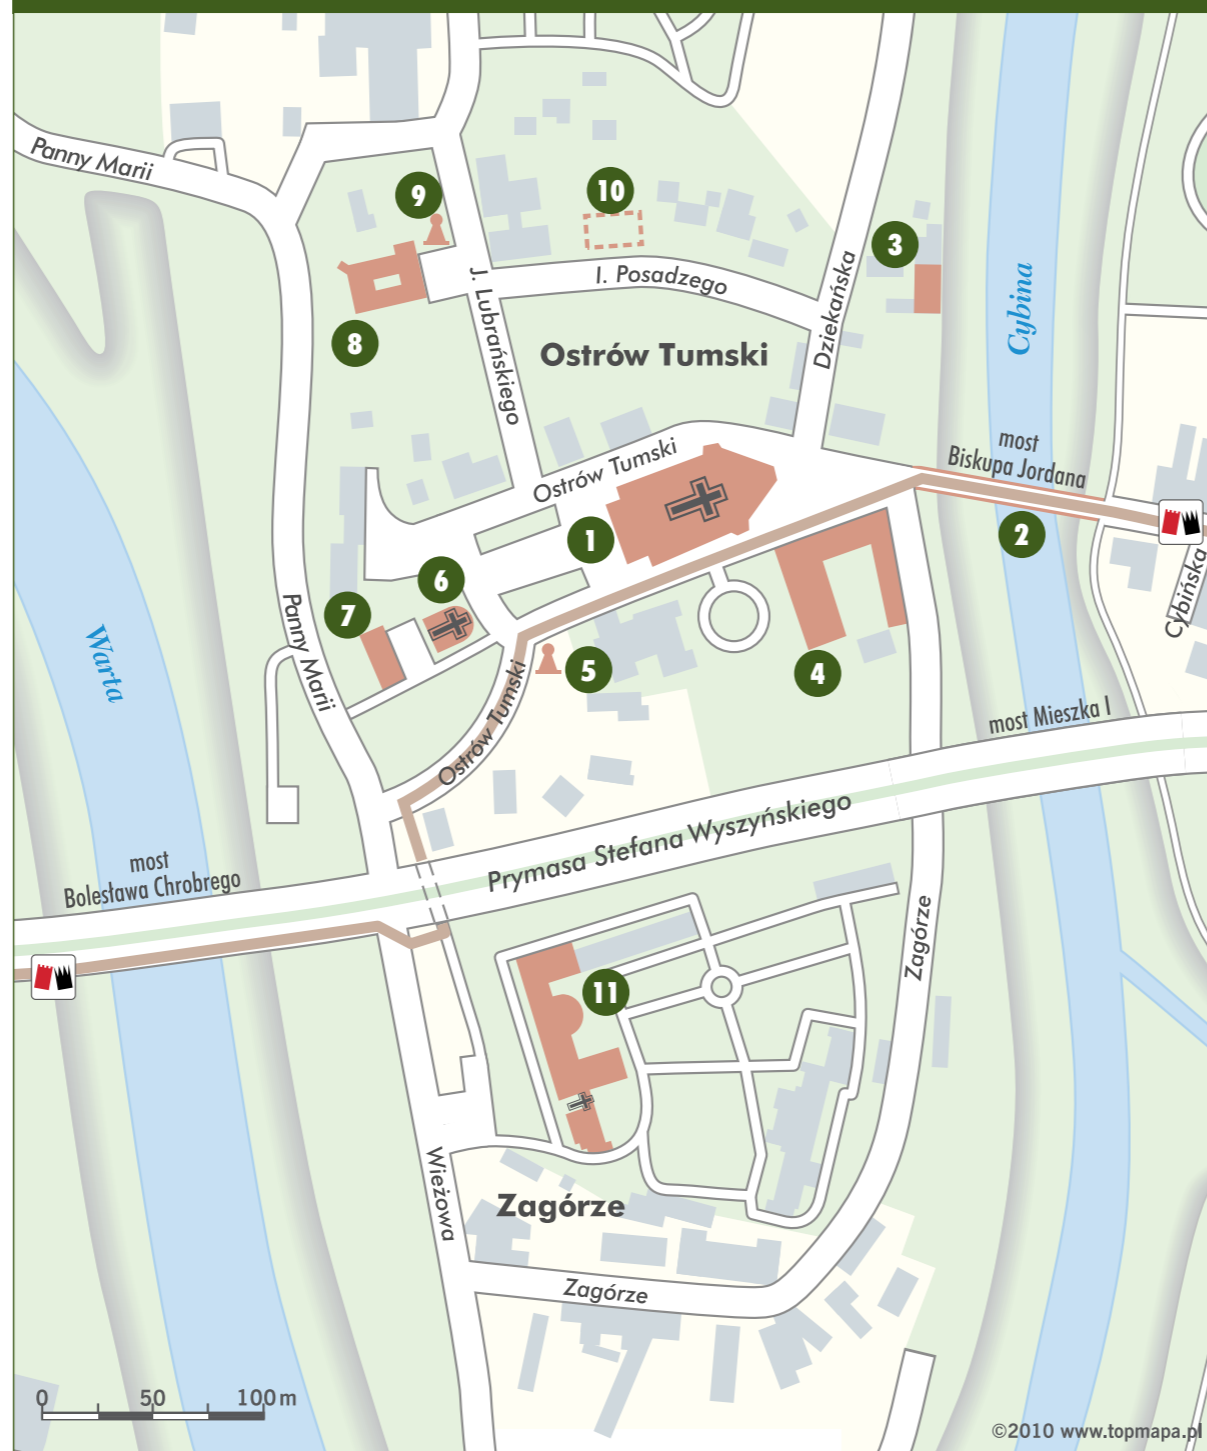 Panny Marii
9
10
3
J. Lubrańskiego
I. Posadzego
Dziekańska
Cybina
8
Ostrów Tumski
most
Biskupa Jordana
Ostrów Tumski
1
2
6
7
Cybińska
Panny Marii
Warta
5
4
Ostrów Tumski
most Mieszka I
Prymasa Stefana Wyszyńskiego
most
Bolesława Chrobrego
Zagórze
11
Wieżowa
Zagórze
Zagórze
0 50 100 m
©2010 www.topmapa.pl